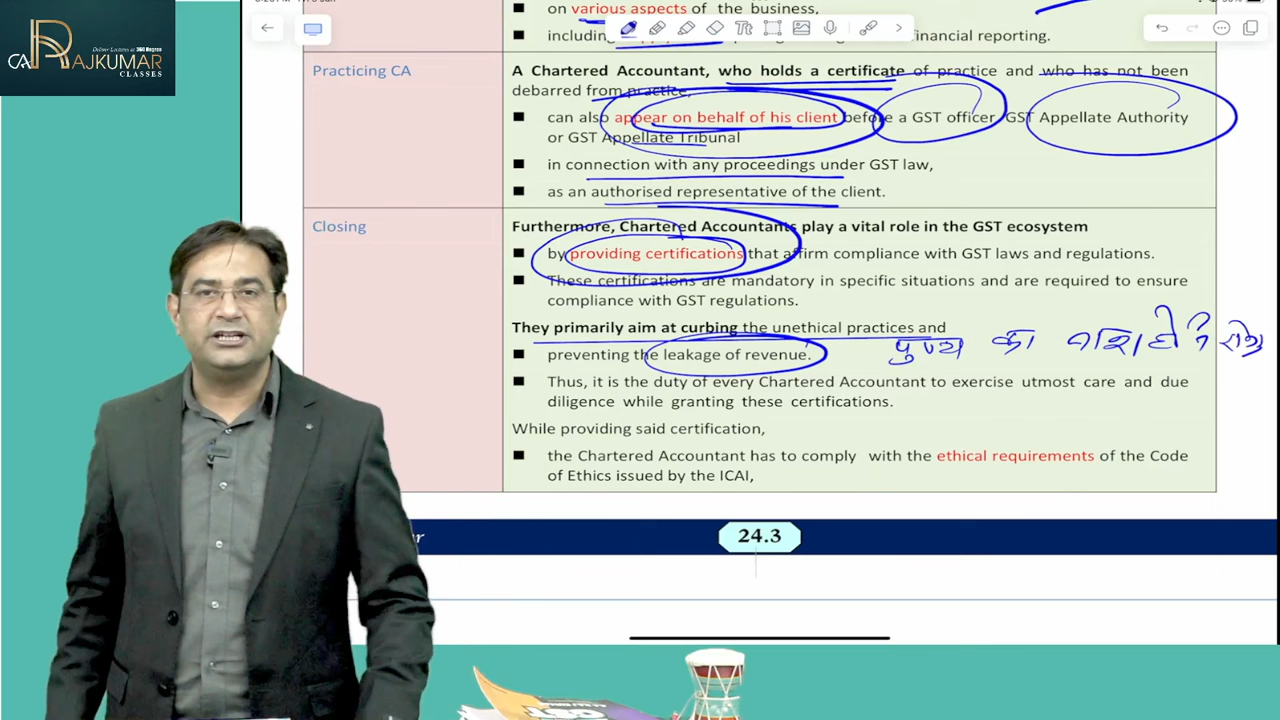 Deliver Lectures at 360 Degree
CA RAJKUMAR
CLASSES
on various aspects of the business,
financial reporting.
Practicing CA
A Chartered Accountant, who holds a certificate of practice and who has not been
debarred from practice,
■ can also appear on behalf of his client before a GST officer, GST Appellate Authority
or GST Appellate Tribunal
■ in connection with any proceedings under GST law,
■ as an authorised representative of the client.
Closing
Furthermore, Chartered Accountants play a vital role in the GST ecosystem
■ by providing certifications that affirm compliance with GST laws and regulations.
■ These certifications are mandatory in specific situations and are required to ensure
compliance with GST regulations.
They primarily aim at curbing the unethical practices and
■ preventing the leakage of revenue.
पुण्य का
■ Thus, it is the duty of every Chartered Accountant to exercise utmost care and due
diligence while granting these certifications.
While providing said certification,
■ the Chartered Accountant has to comply with the ethical requirements of the Code
of Ethics issued by the ICAI,
24.3